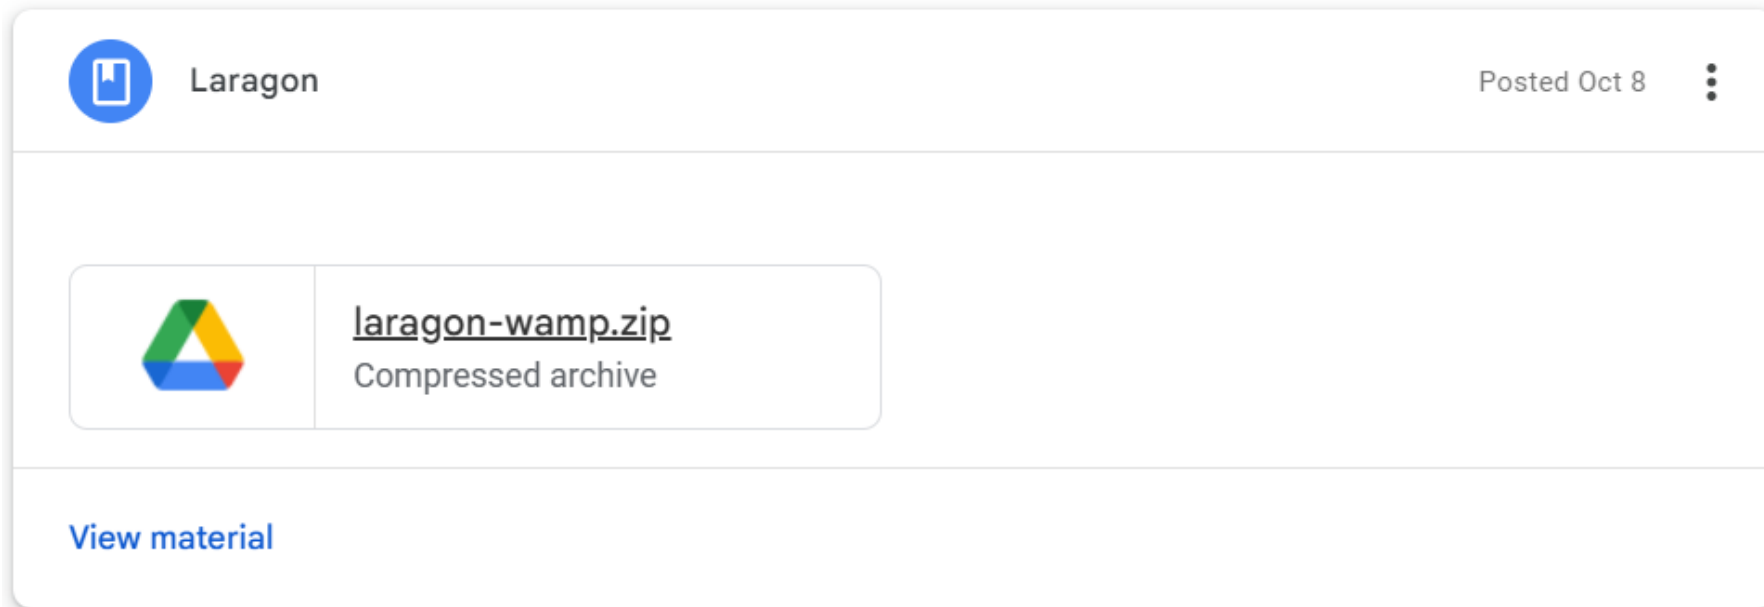 Laragon
Posted Oct 8
laragon-wamp.zip
Compressed archive
View material